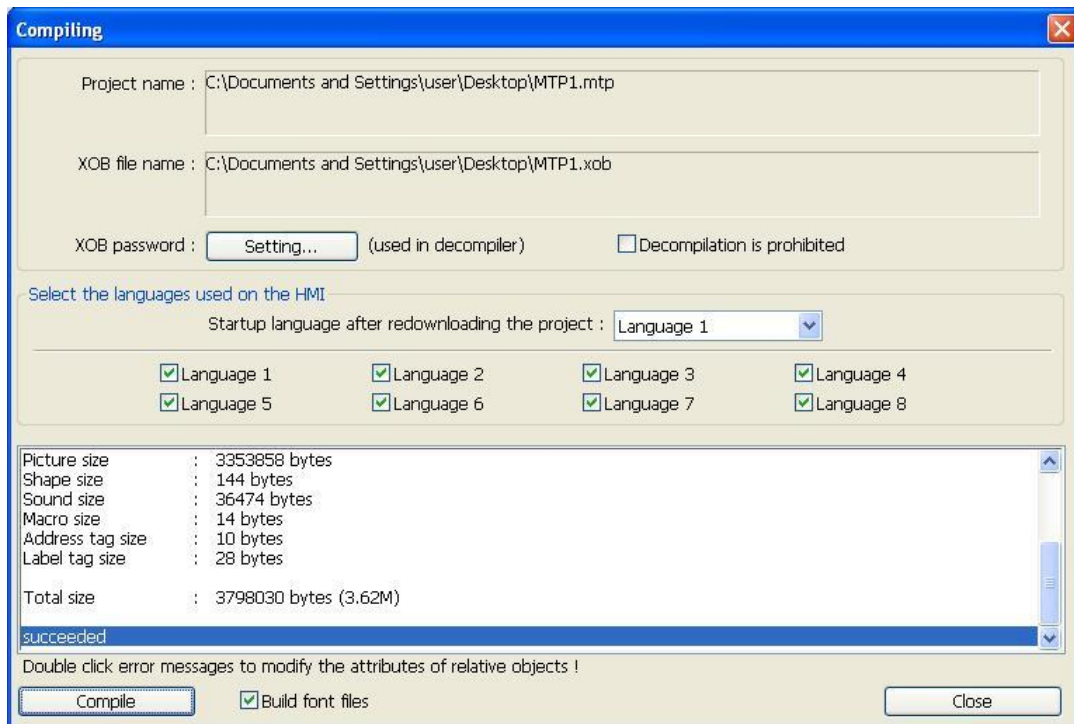 Compiling
Project name : C:\Documents and Settings\user\Desktop\MTP1.mtp
XOB file name : C:\Documents and Settings\user\Desktop\MTP1.xob
XOB password : Setting... (used in decompiler) Decompilation is prohibited
Select the languages used on the HMI
Startup language after redownloading the project : Language 1
Language 1 Language 2 Language 3 Language 4
Language 5 Language 6 Language 7 Language 8
Picture size : 3353858 bytes
Shape size : 144 bytes
Sound size : 36474 bytes
Macro size : 14 bytes
Address tag size : 10 bytes
Label tag size : 28 bytes
Total size : 3798030 bytes (3.62M)
succeeded
Double click error messages to modify the attributes of relative objects !
Compile Build font files Close